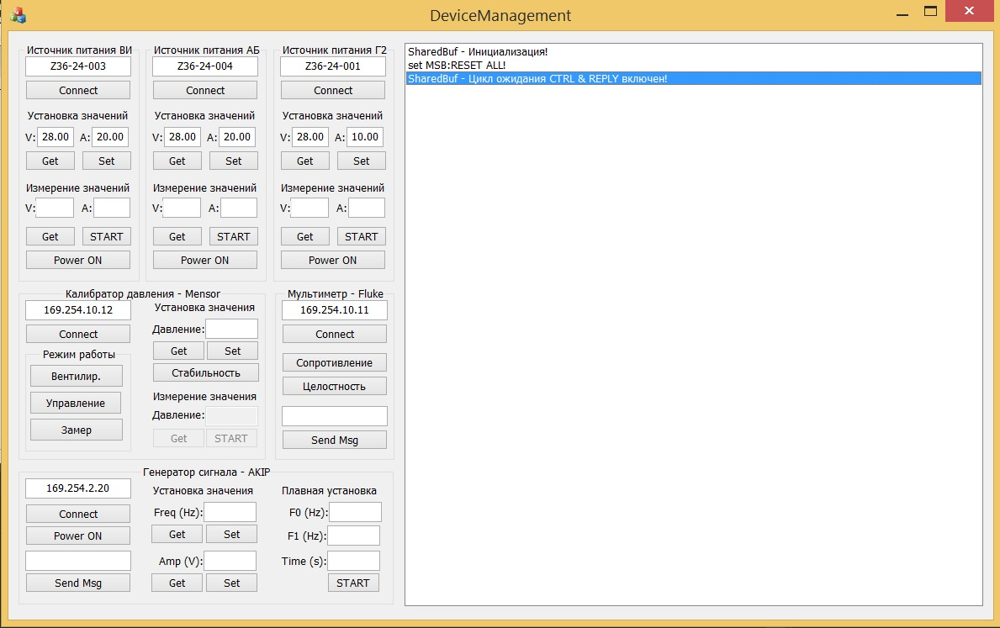 DeviceManagement
Источник питания ВИ
Z36-24-003
Connect
Установка значений
V: 28.00 A: 20.00
Get Set
Измерение значений
V: A:
Get START
Power ON
Источник питания АБ
Z36-24-004
Connect
Установка значений
V: 28.00 A: 20.00
Get Set
Измерение значений
V: A:
Get START
Power ON
Источник питания Г2
Z36-24-001
Connect
Установка значений
V: 28.00 A: 10.00
Get Set
Измерение значений
V: A:
Get START
Power ON
Калибратор давления - Mensor
169.254.10.12
Connect
Режим работы
Вентилир.
Управление
Замер
Установка значения
Давление:
Get Set
Стабильность
Измерение значения
Давление:
Get START
Мультиметр - Fluke
169.254.10.11
Connect
Сопротивление
Целостность
Send Msg
Генератор сигнала - AKIP
169.254.2.20
Connect
Power ON
Send Msg
Установка значения
Freq (Hz):
Get Set
Amp (V):
Get Set
Плавная установка
F0 (Hz):
F1 (Hz):
Time (s):
START
SharedBuf - Инициализация!
set MSB:RESET ALL!
SharedBuf - Цикл ожидания CTRL & REPLY включен!